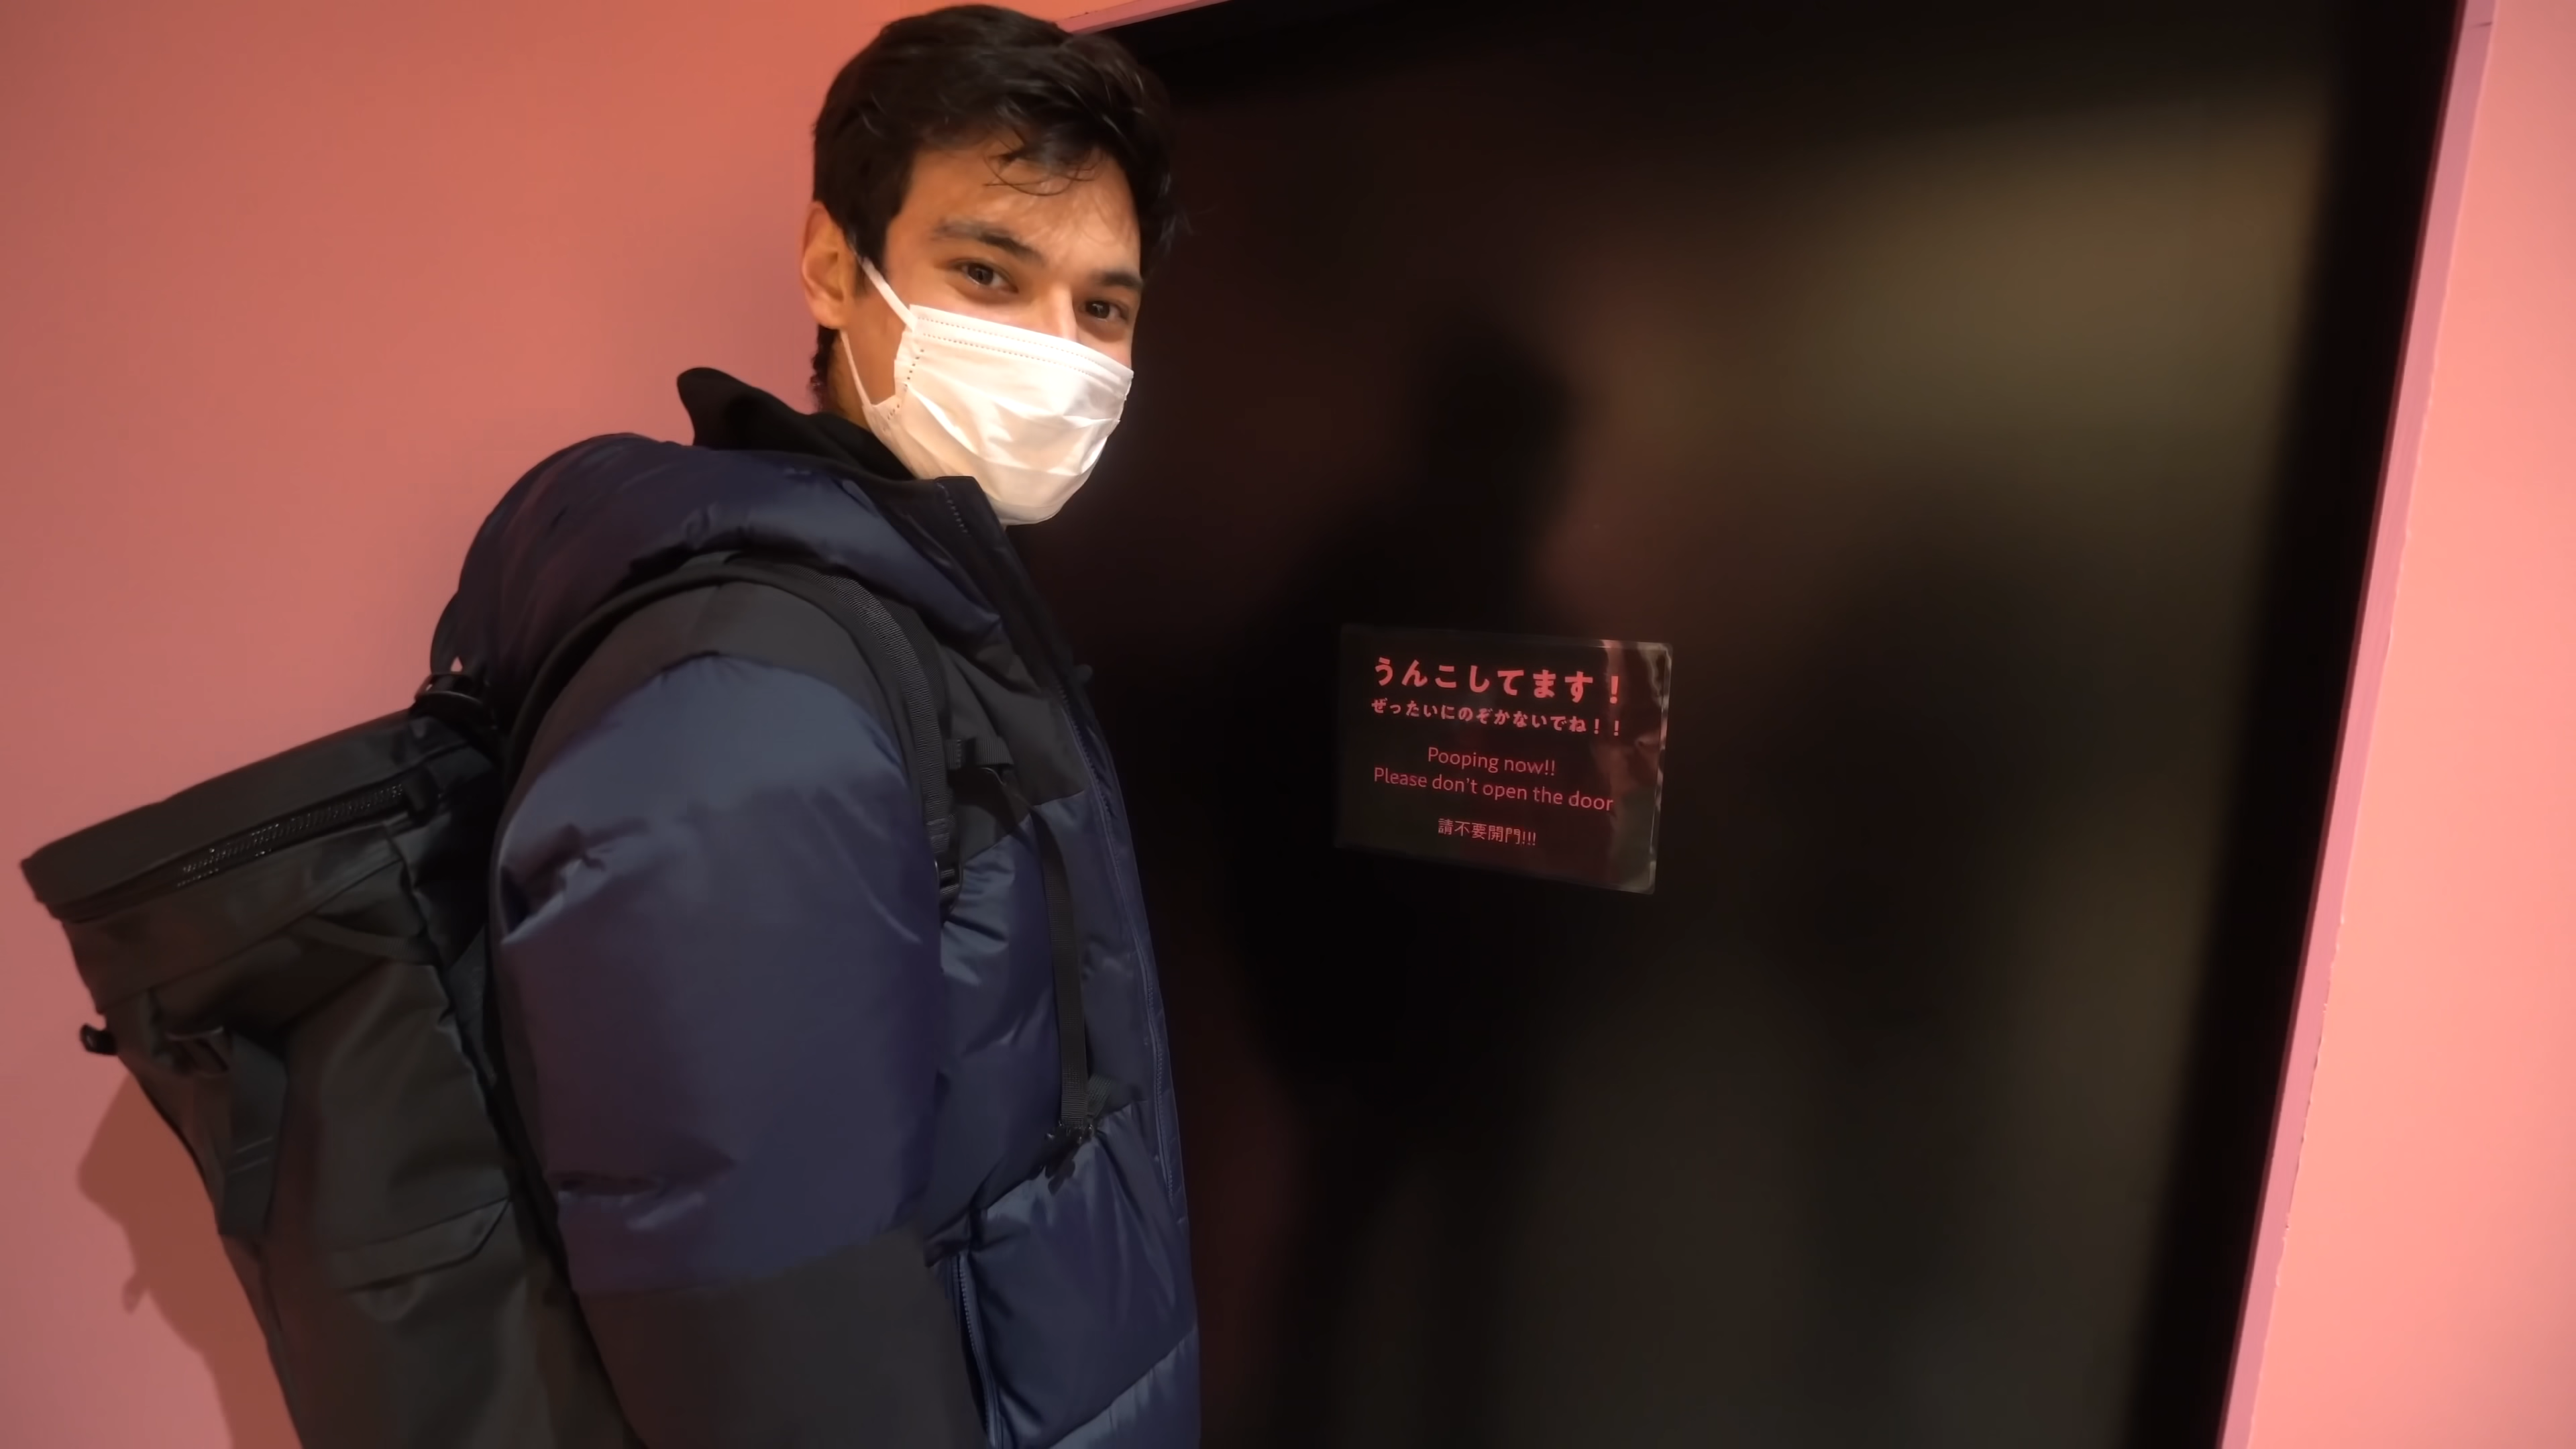 うんこしてます！
ぜったいにのぞかないでね！！
Pooping now!!
Please don't open the door
請不要開門!!!